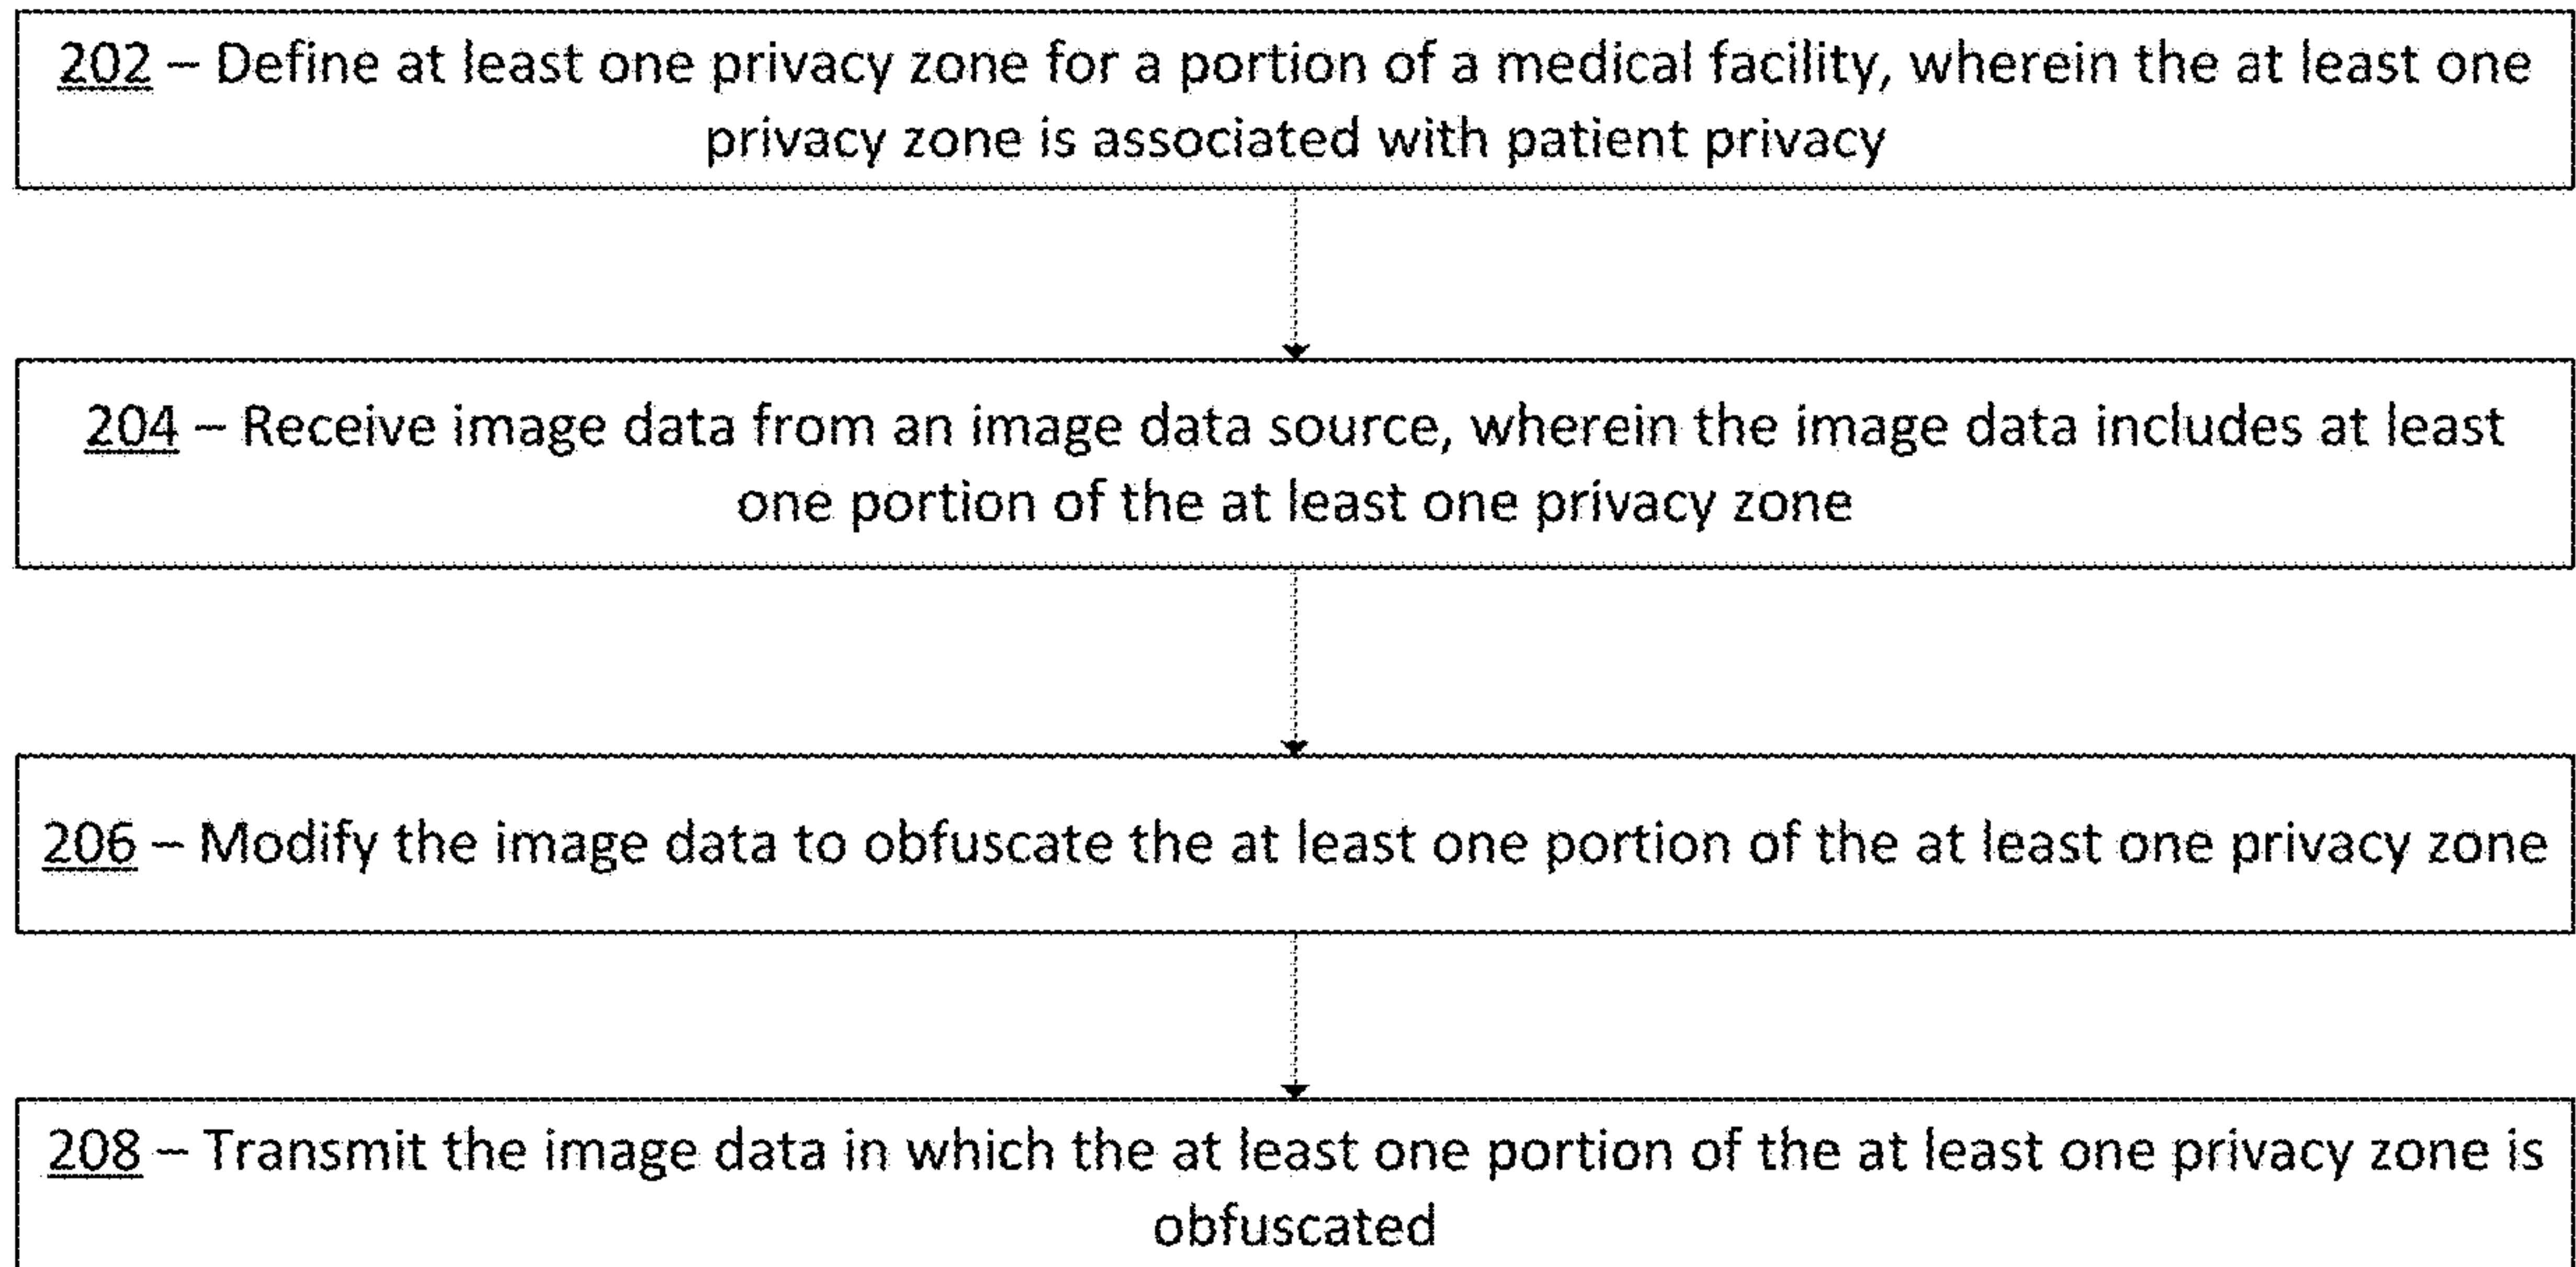 202 – Define at least one privacy zone for a portion of a medical facility, wherein the at least one
privacy zone is associated with patient privacy
204 – Receive image data from an image data source, wherein the image data includes at least
one portion of the at least one privacy zone
206 – Modify the image data to obfuscate the at least one portion of the at least one privacy zone
208 – Transmit the image data in which the at least one portion of the at least one privacy zone is
obfuscated